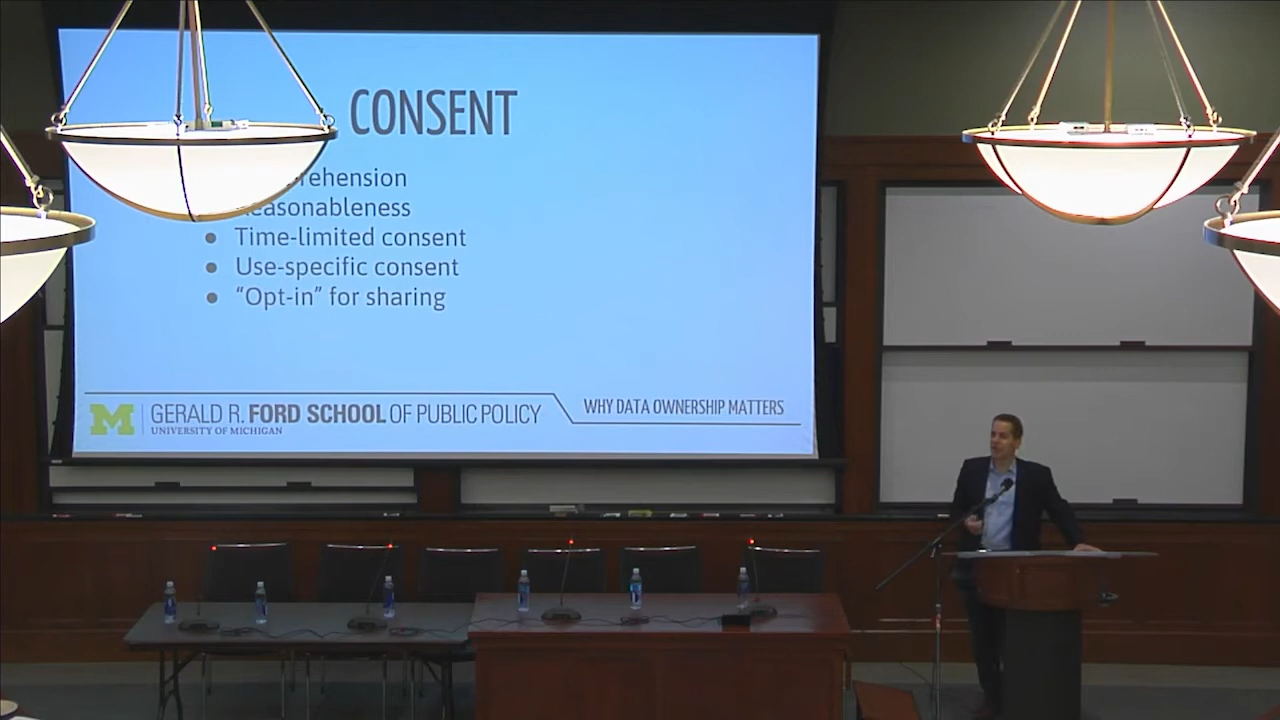 CONSENT
Time-limited consent
Use-specific consent
“Opt-in” for sharing
M
GERALD R. FORD SCHOOL OF PUBLIC POLICY
UNIVERSITY OF MICHIGAN
WHY DATA OWNERSHIP MATTERS